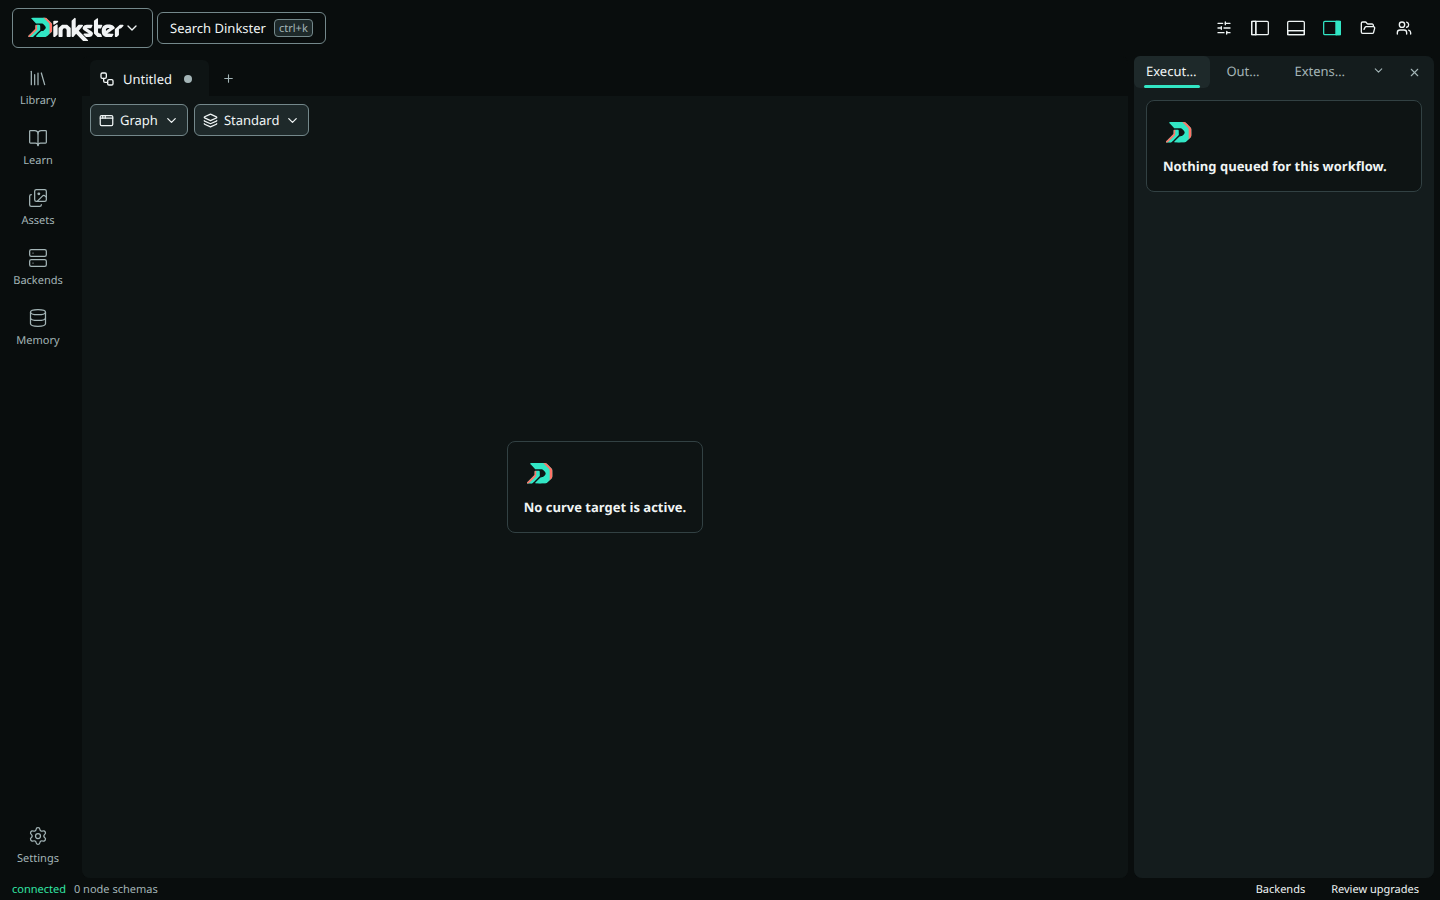 Dinkster
Search Dinkster ctrl+k
Library
Learn
Assets
Backends
Memory
Settings
Untitled
Graph
Standard
No curve target is active.
Execut...
Out...
Extens...
Nothing queued for this workflow.
connected 0 node schemas
Backends
Review upgrades